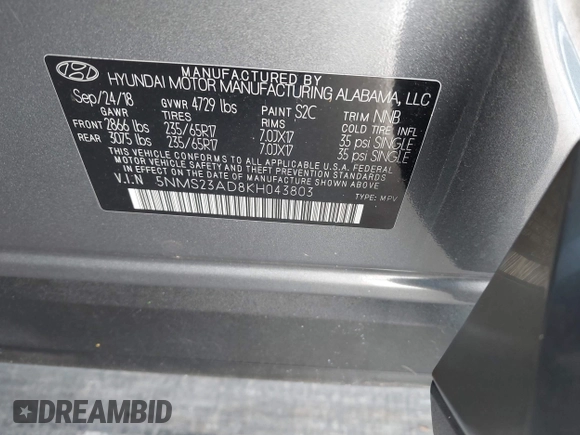 MANUFACTURED BY
HYUNDAI MOTOR MANUFACTURING ALABAMA, LLC
Sep/24/18 GVWR 4729 lbs PAINT S2C TRIM NNB
GAWR TIRES RIMS COLD TIRE INFL
FRONT 2866 lbs 235/65R17 7.0JX17 35 psi SINGLE
REAR 3075 lbs 235/65R17 7.0JX17 35 psi SINGLE
THIS VEHICLE CONFORMS TO ALL APPLICABLE U.S.A. FEDERAL
MOTOR VEHICLE SAFETY AND THEFT PREVENTION STANDARDS
IN EFFECT ON THE DATE OF MANUFACTURE SHOWN ABOVE.
V.I.N 5NMS23AD8KH043803
TYPE: MPV
DREAMBID